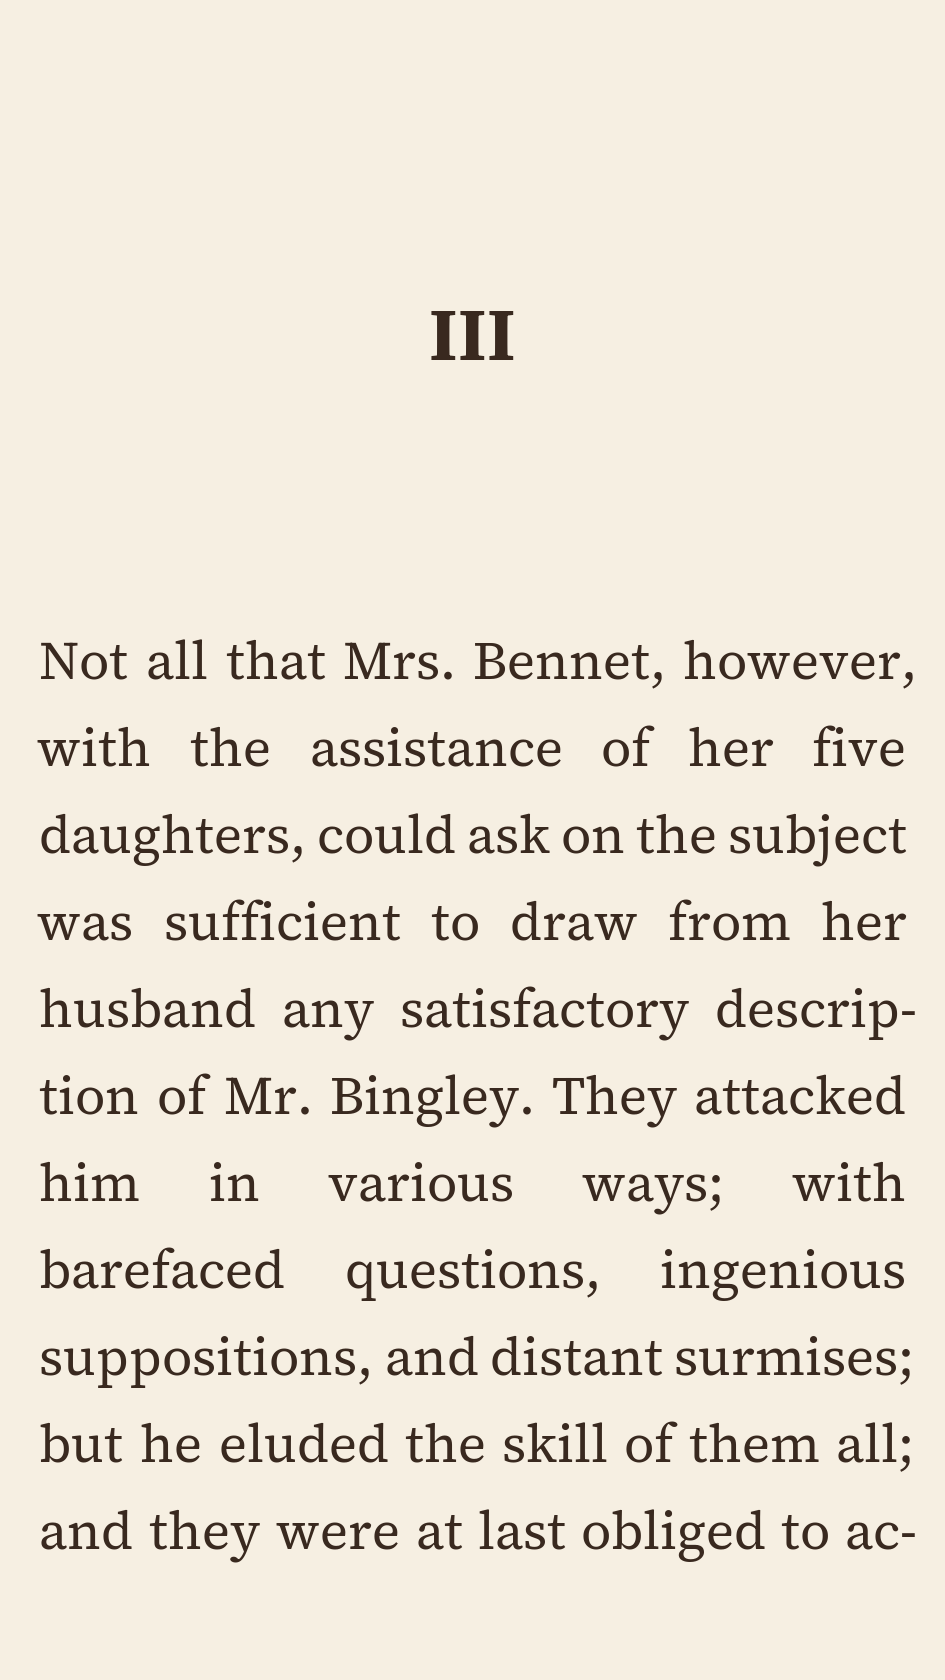 III
Not all that Mrs. Bennet, however,
with the assistance of her five
daughters, could ask on the subject
was sufficient to draw from her
husband any satisfactory descrip-
tion of Mr. Bingley. They attacked
him in various ways; with
barefaced questions, ingenious
suppositions, and distant surmises;
but he eluded the skill of them all;
and they were at last obliged to ac-